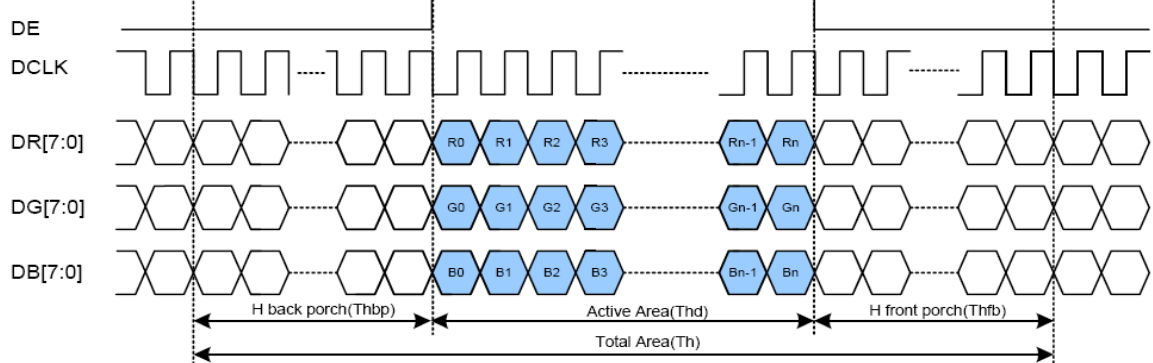 DE
DCLK
DR[7:0] R0 R1 R2 R3 Rn-1 Rn
DG[7:0] G0 G1 G2 G3 Gn-1 Gn
DB[7:0] B0 B1 B2 B3 Bn-1 Bn
H back porch(Thbp) Active Area(Thd) H front porch(Thfb)
Total Area(Th)